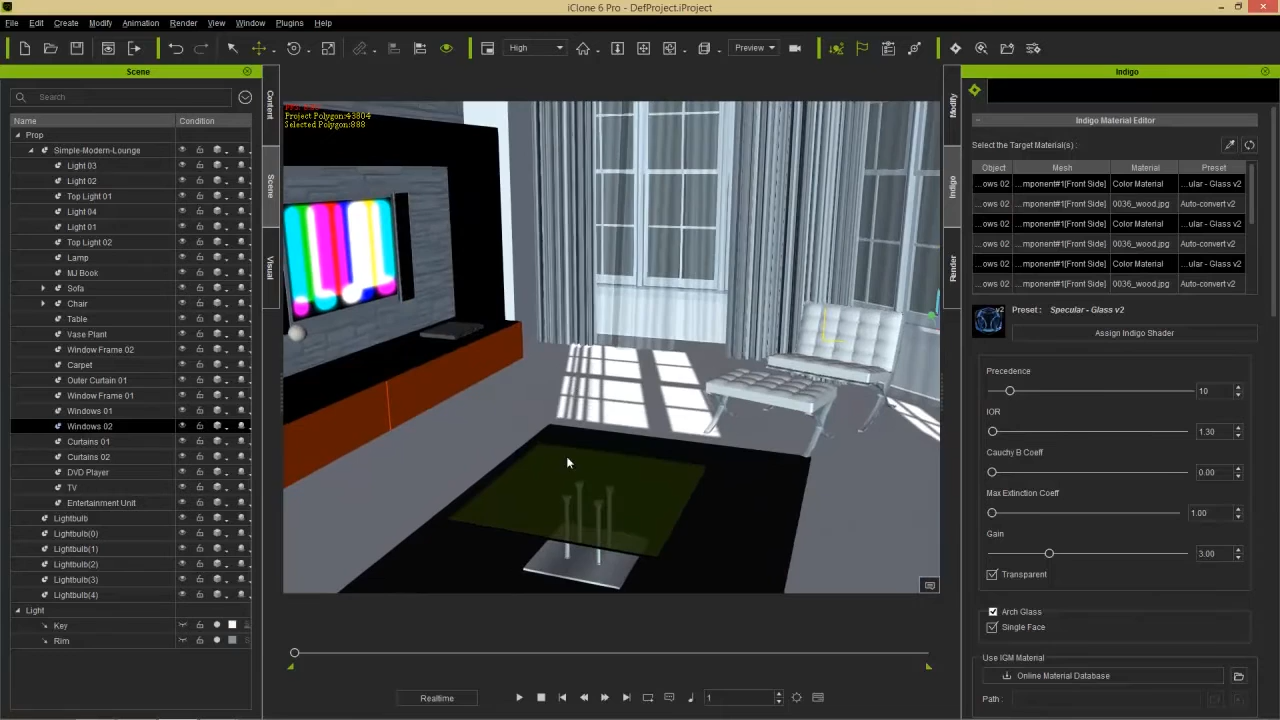 iClone 6 Pro - DefProject.iProject
File Edit Create Modify Animation Render View Window Plugins Help
High Preview
Scene
Search
Name Condition
Prop
Simple-Modern-Lounge
Light 03
Light 02
Top Light 01
Light 04
Light 01
Top Light 02
Lamp
MJ Book
Sofa
Chair
Table
Vase Plant
Window Frame 02
Carpet
Outer Curtain 01
Window Frame 01
Windows 01
Windows 02
Curtains 01
Curtains 02
DVD Player
TV
Entertainment Unit
Lightbulb
Lightbulb(0)
Lightbulb(1)
Lightbulb(2)
Lightbulb(3)
Lightbulb(4)
Light
Key
Rim
Content
Scene
Visual
Project Polygon:43804
Selected Polygon:888
Realtime
1
Modify
Indigo
Render
Indigo
Indigo Material Editor
Select the Target Material(s) :
Object Mesh Material Preset
...ows 02 ...mponent#1[Front Side] Color Material ...ular - Glass v2
...ows 02 ...mponent#1[Front Side] 0036_wood.jpg Auto-convert v2
...ows 02 ...mponent#1[Front Side] Color Material ...ular - Glass v2
...ows 02 ...mponent#1[Front Side] 0036_wood.jpg Auto-convert v2
...ows 02 ...mponent#1[Front Side] Color Material ...ular - Glass v2
...ows 02 ...mponent#1[Front Side] 0036_wood.jpg Auto-convert v2
v2
Preset : Specular - Glass v2
Assign Indigo Shader
Precedence
10
IOR
1.30
Cauchy B Coeff
0.00
Max Extinction Coeff
1.00
Gain
3.00
Transparent
Arch Glass
Single Face
Use IGM Material
Online Material Database
Path :